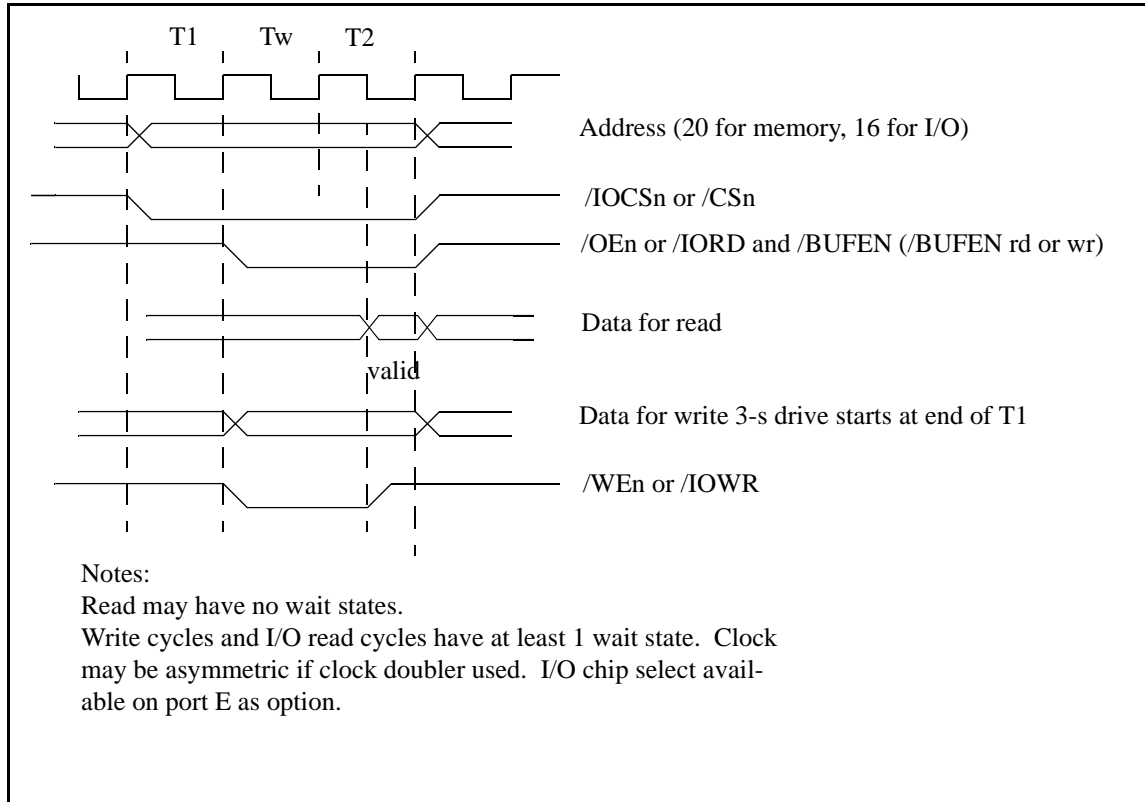 T1 Tw T2
Address (20 for memory, 16 for I/O)
/IOCSn or /CSn
/OEn or /IORD and /BUFEN (/BUFEN rd or wr)
Data for read
valid
Data for write 3-s drive starts at end of T1
/WEn or /IOWR
Notes:
Read may have no wait states.
Write cycles and I/O read cycles have at least 1 wait state.  Clock
may be asymmetric if clock doubler used.  I/O chip select avail-
able on port E as option.